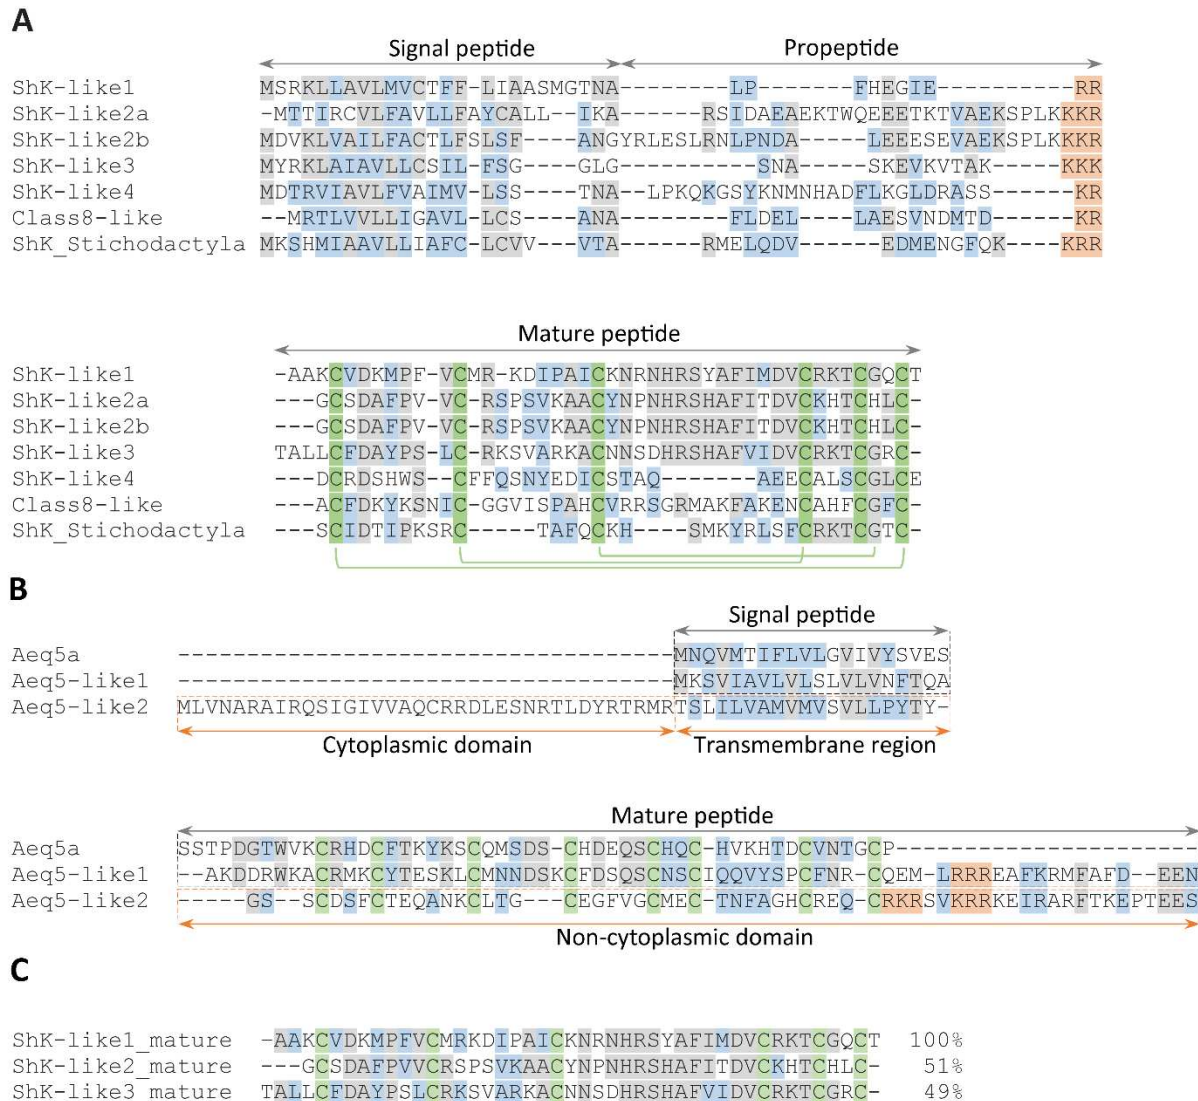 A
Signal peptide Propeptide
ShK-like1 MSRKLLAVLMVCTFF-LIAASMGTNA--------LP-------FHEGIE----------RR
ShK-like2a -MTTIRCVLFAVLLFAYCALL--IKA------RSIDAEAEKTWQEEETKTVAEKSPLKKKR
ShK-like2b MDVKLVAILFACTLFSLSF----ANGYRLESLRNLPNDA-----LEEESEVAEKSPLKKKR
ShK-like3 MYRKLAIAVLLCSIL-FSG----GLG----------SNA-----SKEVKVTAK-----KKK
ShK-like4 MDTRVIAVLFVAIMV-LSS----TNA--LPKQKGSYKNMNHADFLKGLDRASS------KR
Class8-like --MRTLVVLLIGAVL-LCS----ANA--------FLDEL----LAESVNDMTD------KR
ShK_Stichodactyla MKSHMIAAVLLIAFC-LCVV---VTA------RMELQDV------EDMENGFQK----KRR
Mature peptide
ShK-like1 -AAKCVDKMPF-VCMR-KDIPAICKNRNHRSYAFIMDVCRKTCGQCT
ShK-like2a ---GCSDAFPV-VC-RSPSVKAACYNPNHRSHAFITDVCKHTCHLC-
ShK-like2b ---GCSDAFPV-VC-RSPSVKAACYNPNHRSHAFITDVCKHTCHLC-
ShK-like3 TALLCFDAYPS-LC-RKSVARKACNNSDHRSHAFVIDVCRKTCGRC-
ShK-like4 ---DCRDSHWS--CFFQSNYEDICSTAQ-------AEECALSCGLCE
Class8-like ---ACFDKYKSNIC-GGVISPAHCVRRSGRMAKFAKENCAHFCGFC-
ShK_Stichodactyla ---SCIDTIPKSRC-----TAFQCKH----SMKYRLSFCRKTCGTC-
B
Signal peptide
Aeq5a ------------------------------------MNQVMTIFLVLGVIVYSVES
Aeq5-like1 ------------------------------------MKSVIAVLVLSLVLVNFTQA
Aeq5-like2 MLVNARAIRQSIGIVVAQCRRDLESNRTLDYRTRMRTSLILVAMVMVSVLLPYTY-
Cytoplasmic domain Transmembrane region
Mature peptide
Aeq5a SSTPDGTWVKCRHDCFTKYKSCQMSDS-CHDEQSCHQC-HVKHTDCVNTGCP----------------------
Aeq5-like1 --AKDDRWKACRMKCYTESKLCMNNDSKCFDSQSCNSCIQQVYSPCFNR-CQEM-LRRREAFKRMFAFD--EEN
Aeq5-like2 -----GS--SCDSFCTEQANKCLTG---CEGFVGCMEC-TNFAGHCREQ-CRKRSVKRRKEIRARFTKEPTEES
Non-cytoplasmic domain
C
ShK-like1_mature -AAKCVDKMPFVCMRKDIPAICKNRNHRSYAFIMDVCRKTCGQCT 100%
ShK-like2_mature ---GCSDAFPVVCRSPSVKAACYNPNHRSHAFITDVCKHTCHLC- 51%
ShK-like3_mature TALLCFDAYPSLCRKSVARKACNNSDHRSHAFVIDVCRKTCGRC- 49%